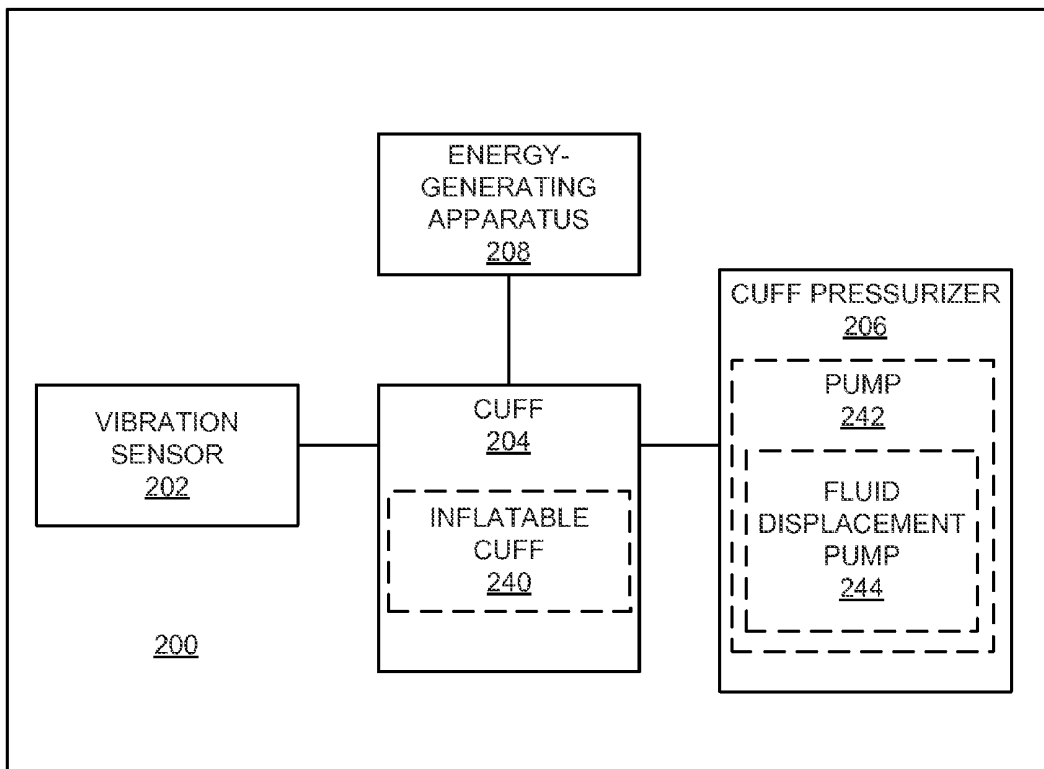 ENERGY-
GENERATING
APPARATUS
208
CUFF PRESSURIZER
206
PUMP
242
FLUID
DISPLACEMENT
PUMP
244
VIBRATION
SENSOR
202
CUFF
204
INFLATABLE
CUFF
240
200